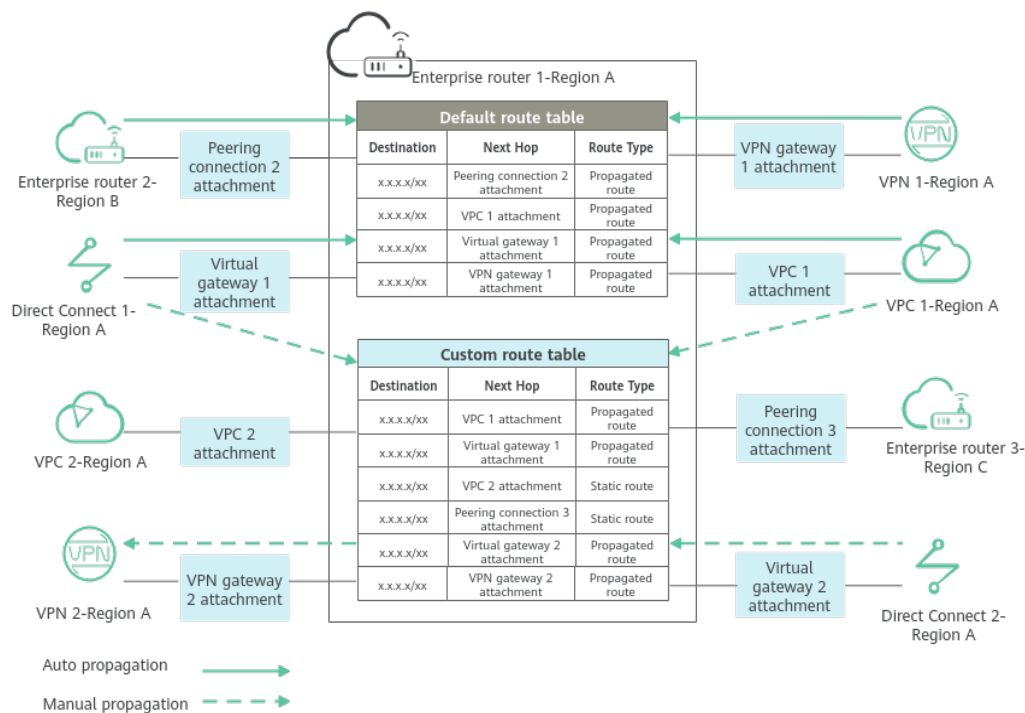 Enterprise router 1-Region A
Default route table
Destination Next Hop Route Type
x.x.x.x/xx Peering connection 2 attachment Propagated route
x.x.x.x/xx VPC 1 attachment Propagated route
x.x.x.x/xx Virtual gateway 1 attachment Propagated route
x.x.x.x/xx VPN gateway 1 attachment Propagated route
Peering
connection 2
attachment
Enterprise router 2-
Region B
VPN gateway
1 attachment
VPN
VPN 1-Region A
Virtual
gateway 1
attachment
Direct Connect 1-
Region A
VPC 1
attachment
VPC 1-Region A
Custom route table
Destination Next Hop Route Type
x.x.x.x/xx VPC 1 attachment Propagated route
x.x.x.x/xx Virtual gateway 1 attachment Propagated route
x.x.x.x/xx VPC 2 attachment Static route
x.x.x.x/xx Peering connection 3 attachment Static route
x.x.x.x/xx Virtual gateway 2 attachment Propagated route
x.x.x.x/xx VPN gateway 2 attachment Propagated route
VPC 2
attachment
VPC 2-Region A
Peering
connection 3
attachment
Enterprise router 3-
Region C
VPN
VPN gateway
2 attachment
VPN 2-Region A
Virtual
gateway 2
attachment
Direct Connect 2-
Region A
Auto propagation
Manual propagation